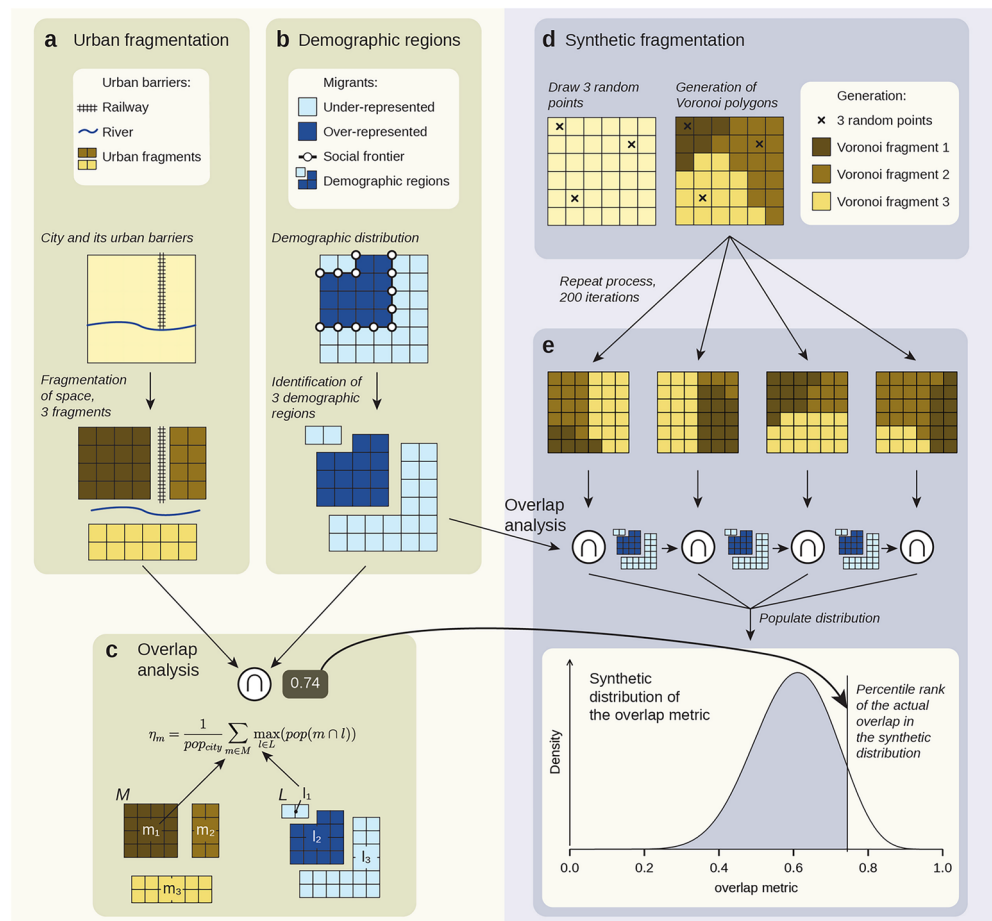 a Urban fragmentation
Urban barriers:
Railway
River
Urban fragments
City and its urban barriers
Fragmentation
of space,
3 fragments
b Demographic regions
Migrants:
Under-represented
Over-represented
Social frontier
Demographic regions
Demographic distribution
Identification of
3 demographic
regions
c Overlap
analysis
0.74
η_m = 1/pop_city ∑_{m∈M} max_{l∈L}(pop(m ∩ l))
M
m₁
m₂
m₃
L
l₁
l₂
l₃
d Synthetic fragmentation
Draw 3 random
points
Generation of
Voronoi polygons
Generation:
3 random points
Voronoi fragment 1
Voronoi fragment 2
Voronoi fragment 3
Repeat process,
200 iterations
e
Overlap
analysis
∩ ∩ ∩ ∩
Populate distribution
Synthetic
distribution of
the overlap metric
Percentile rank
of the actual
overlap in
the synthetic
distribution
Density
0.0 0.2 0.4 0.6 0.8 1.0
overlap metric